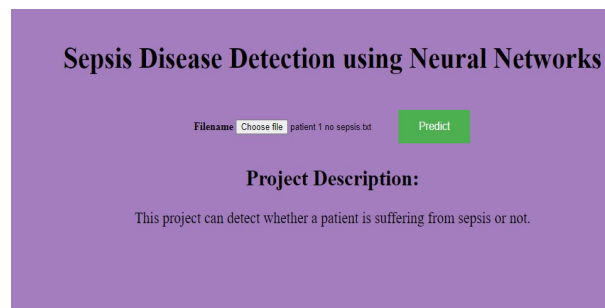 Sepsis Disease Detection using Neural Networks
Filename Choose file patient 1 no sepsis.txt Predict
Project Description:
This project can detect whether a patient is suffering from sepsis or not.